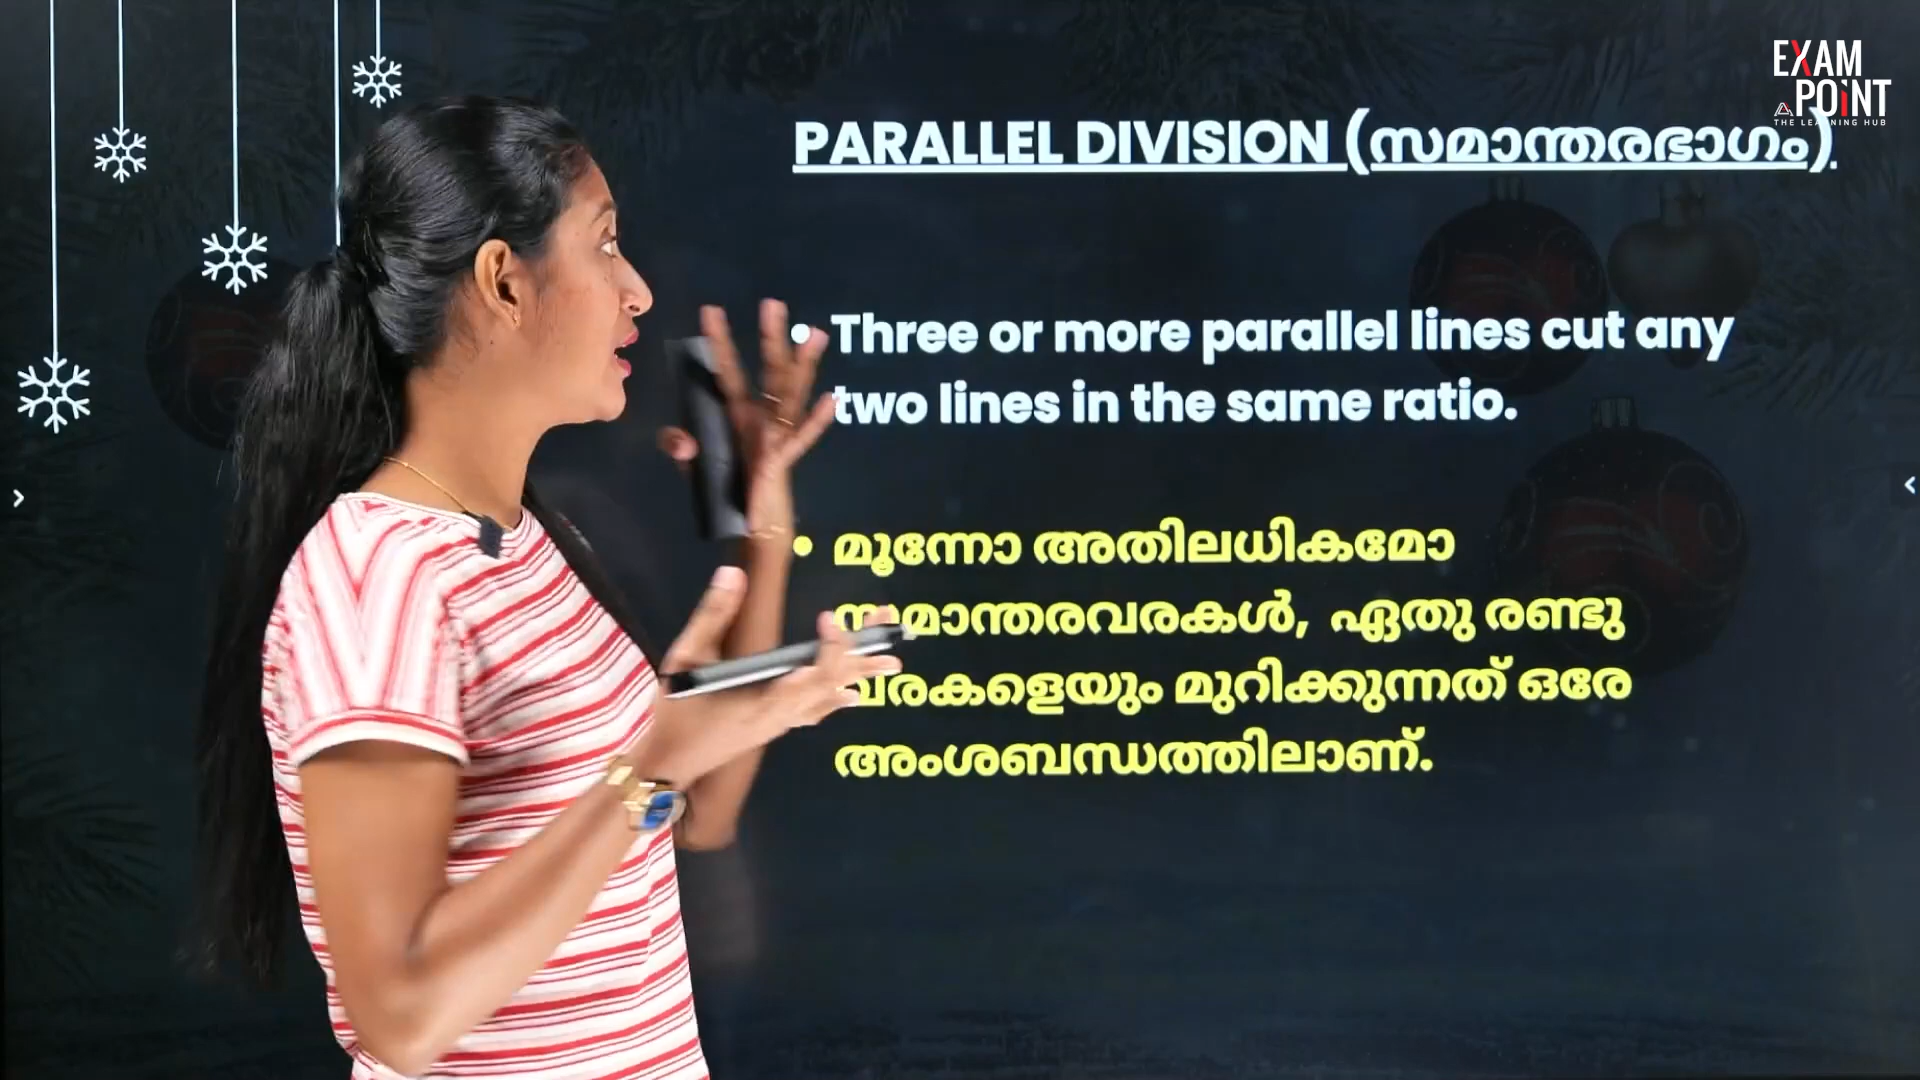 EXAM
POINT
THE LEARNING HUB
PARALLEL DIVISION (സമാന്തരഭാഗം).
• Three or more parallel lines cut any
two lines in the same ratio.
• മൂന്നോ അതിലധികമോ
സമാന്തരവരകൾ, ഏതു രണ്ടു
വരകളെയും മുറിക്കുന്നത് ഒരേ
അംശബന്ധത്തിലാണ്.